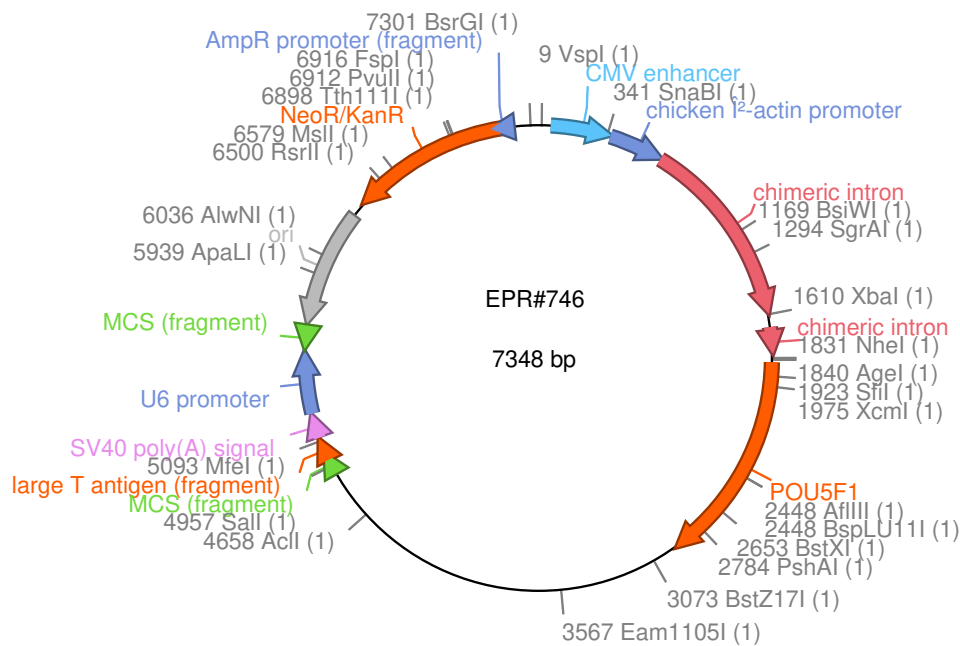 7301 BsrGI (1)
AmpR promoter (fragment)
6916 FspI (1)
6912 PvuII (1)
6898 Tth111I (1)
NeoR/KanR
6579 MslI (1)
6500 RsrII (1)
6036 AlwNI (1)
ori
5939 ApaLI (1)
MCS (fragment)
U6 promoter
SV40 poly(A) signal
5093 MfeI (1)
large T antigen (fragment)
MCS (fragment)
4957 SalI (1)
4658 AclI (1)
EPR#746
7348 bp
9 VspI (1)
CMV enhancer
341 SnaBI (1)
chicken Î²-actin promoter
chimeric intron
1169 BsiWI (1)
1294 SgrAI (1)
1610 XbaI (1)
chimeric intron
1831 NheI (1)
1840 AgeI (1)
1923 SfiI (1)
1975 XcmI (1)
POU5F1
2448 AflIII (1)
2448 BspLU11I (1)
2653 BstXI (1)
2784 PshAI (1)
3073 BstZ17I (1)
3567 Eam1105I (1)